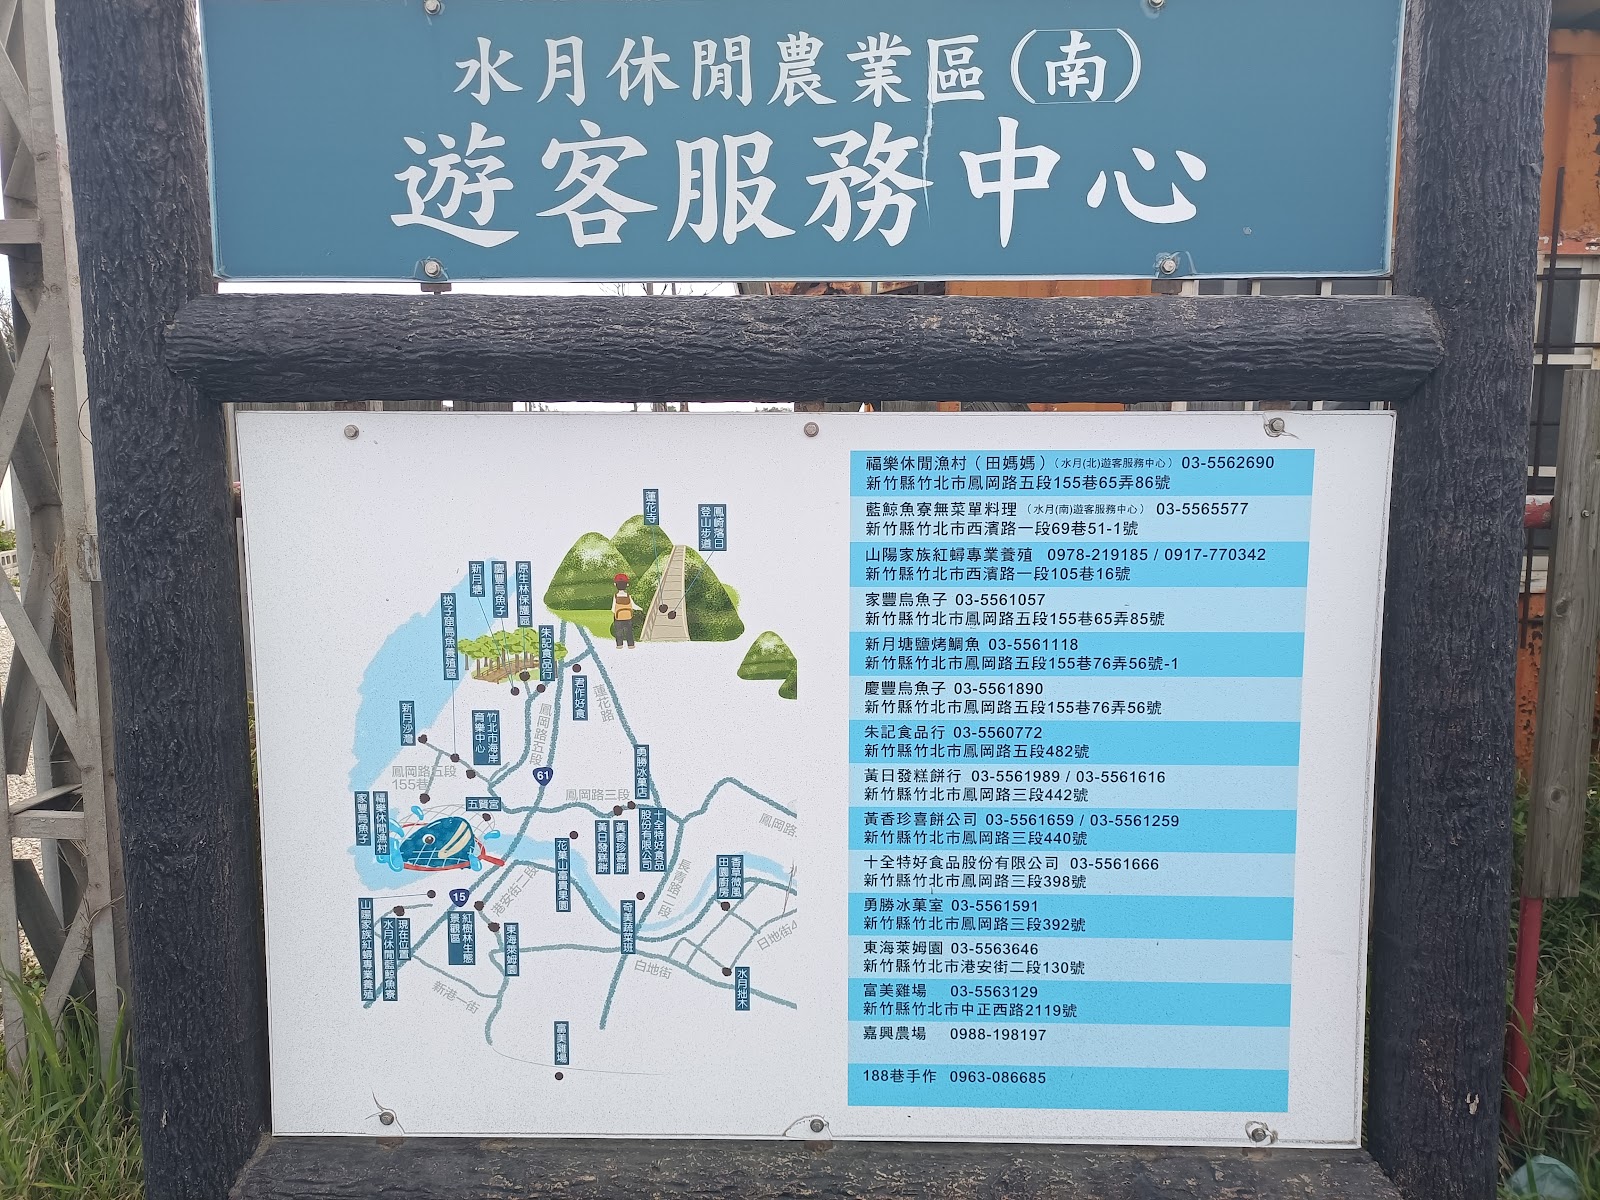 水月休閒農業區(南)
遊客服務中心
蓮花寺
鳳崎落日
登山步道
原生林保護區
慶豐烏魚子
新月塘
拔子窟烏魚養殖區
朱記食品行
君作好食
蓮花路
鳳岡路五段
新月沙灣
竹北市海岸
育樂中心
61
勇勝冰菓店
鳳岡路五段
155巷
鳳岡路三段
鳳岡路
五賢宮
福樂休閒漁村
家豐烏魚子
花菓山富貴果園
黃日發糕餅
黃香珍喜餅
十全特好食品
股份有限公司
長青路二段
香草微風
田園廚房
15
港安街二段
山陽家族紅蟳專業養殖
現在位置
水月休閒藍鯨魚寮
紅樹林生態
景觀區
東海萊姆園
奇美蔬菜班
白地街
白地街
水月拙木
新港一街
富美雞場
福樂休閒漁村(田媽媽)(水月(北)遊客服務中心) 03-5562690
新竹縣竹北市鳳岡路五段155巷65弄86號
藍鯨魚寮無菜單料理 (水月(南)遊客服務中心) 03-5565577
新竹縣竹北市西濱路一段69巷51-1號
山陽家族紅蟳專業養殖 0978-219185 / 0917-770342
新竹縣竹北市西濱路一段105巷16號
家豐烏魚子 03-5561057
新竹縣竹北市鳳岡路五段155巷65弄85號
新月塘鹽烤鯛魚 03-5561118
新竹縣竹北市鳳岡路五段155巷76弄56號-1
慶豐烏魚子 03-5561890
新竹縣竹北市鳳岡路五段155巷76弄56號
朱記食品行 03-5560772
新竹縣竹北市鳳岡路五段482號
黃日發糕餅行 03-5561989 / 03-5561616
新竹縣竹北市鳳岡路三段442號
黃香珍喜餅公司 03-5561659 / 03-5561259
新竹縣竹北市鳳岡路三段440號
十全特好食品股份有限公司 03-5561666
新竹縣竹北市鳳岡路三段398號
勇勝冰菓室 03-5561591
新竹縣竹北市鳳岡路三段392號
東海萊姆園 03-5563646
新竹縣竹北市港安街二段130號
富美雞場 03-5563129
新竹縣竹北市中正西路2119號
嘉興農場 0988-198197
188巷手作 0963-086685